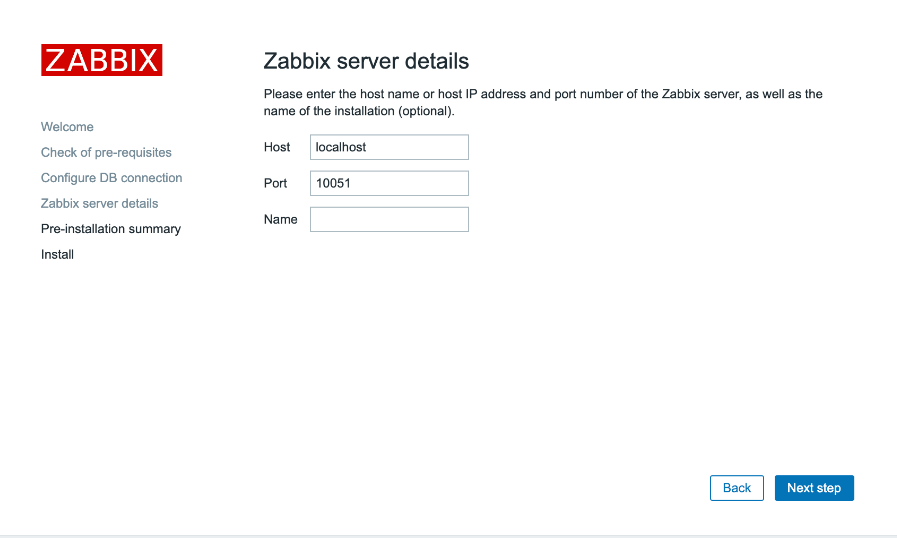 ZABBIX
Welcome
Check of pre-requisites
Configure DB connection
Zabbix server details
Pre-installation summary
Install
Zabbix server details
Please enter the host name or host IP address and port number of the Zabbix server, as well as the
name of the installation (optional).
Host localhost
Port 10051
Name
Back Next step